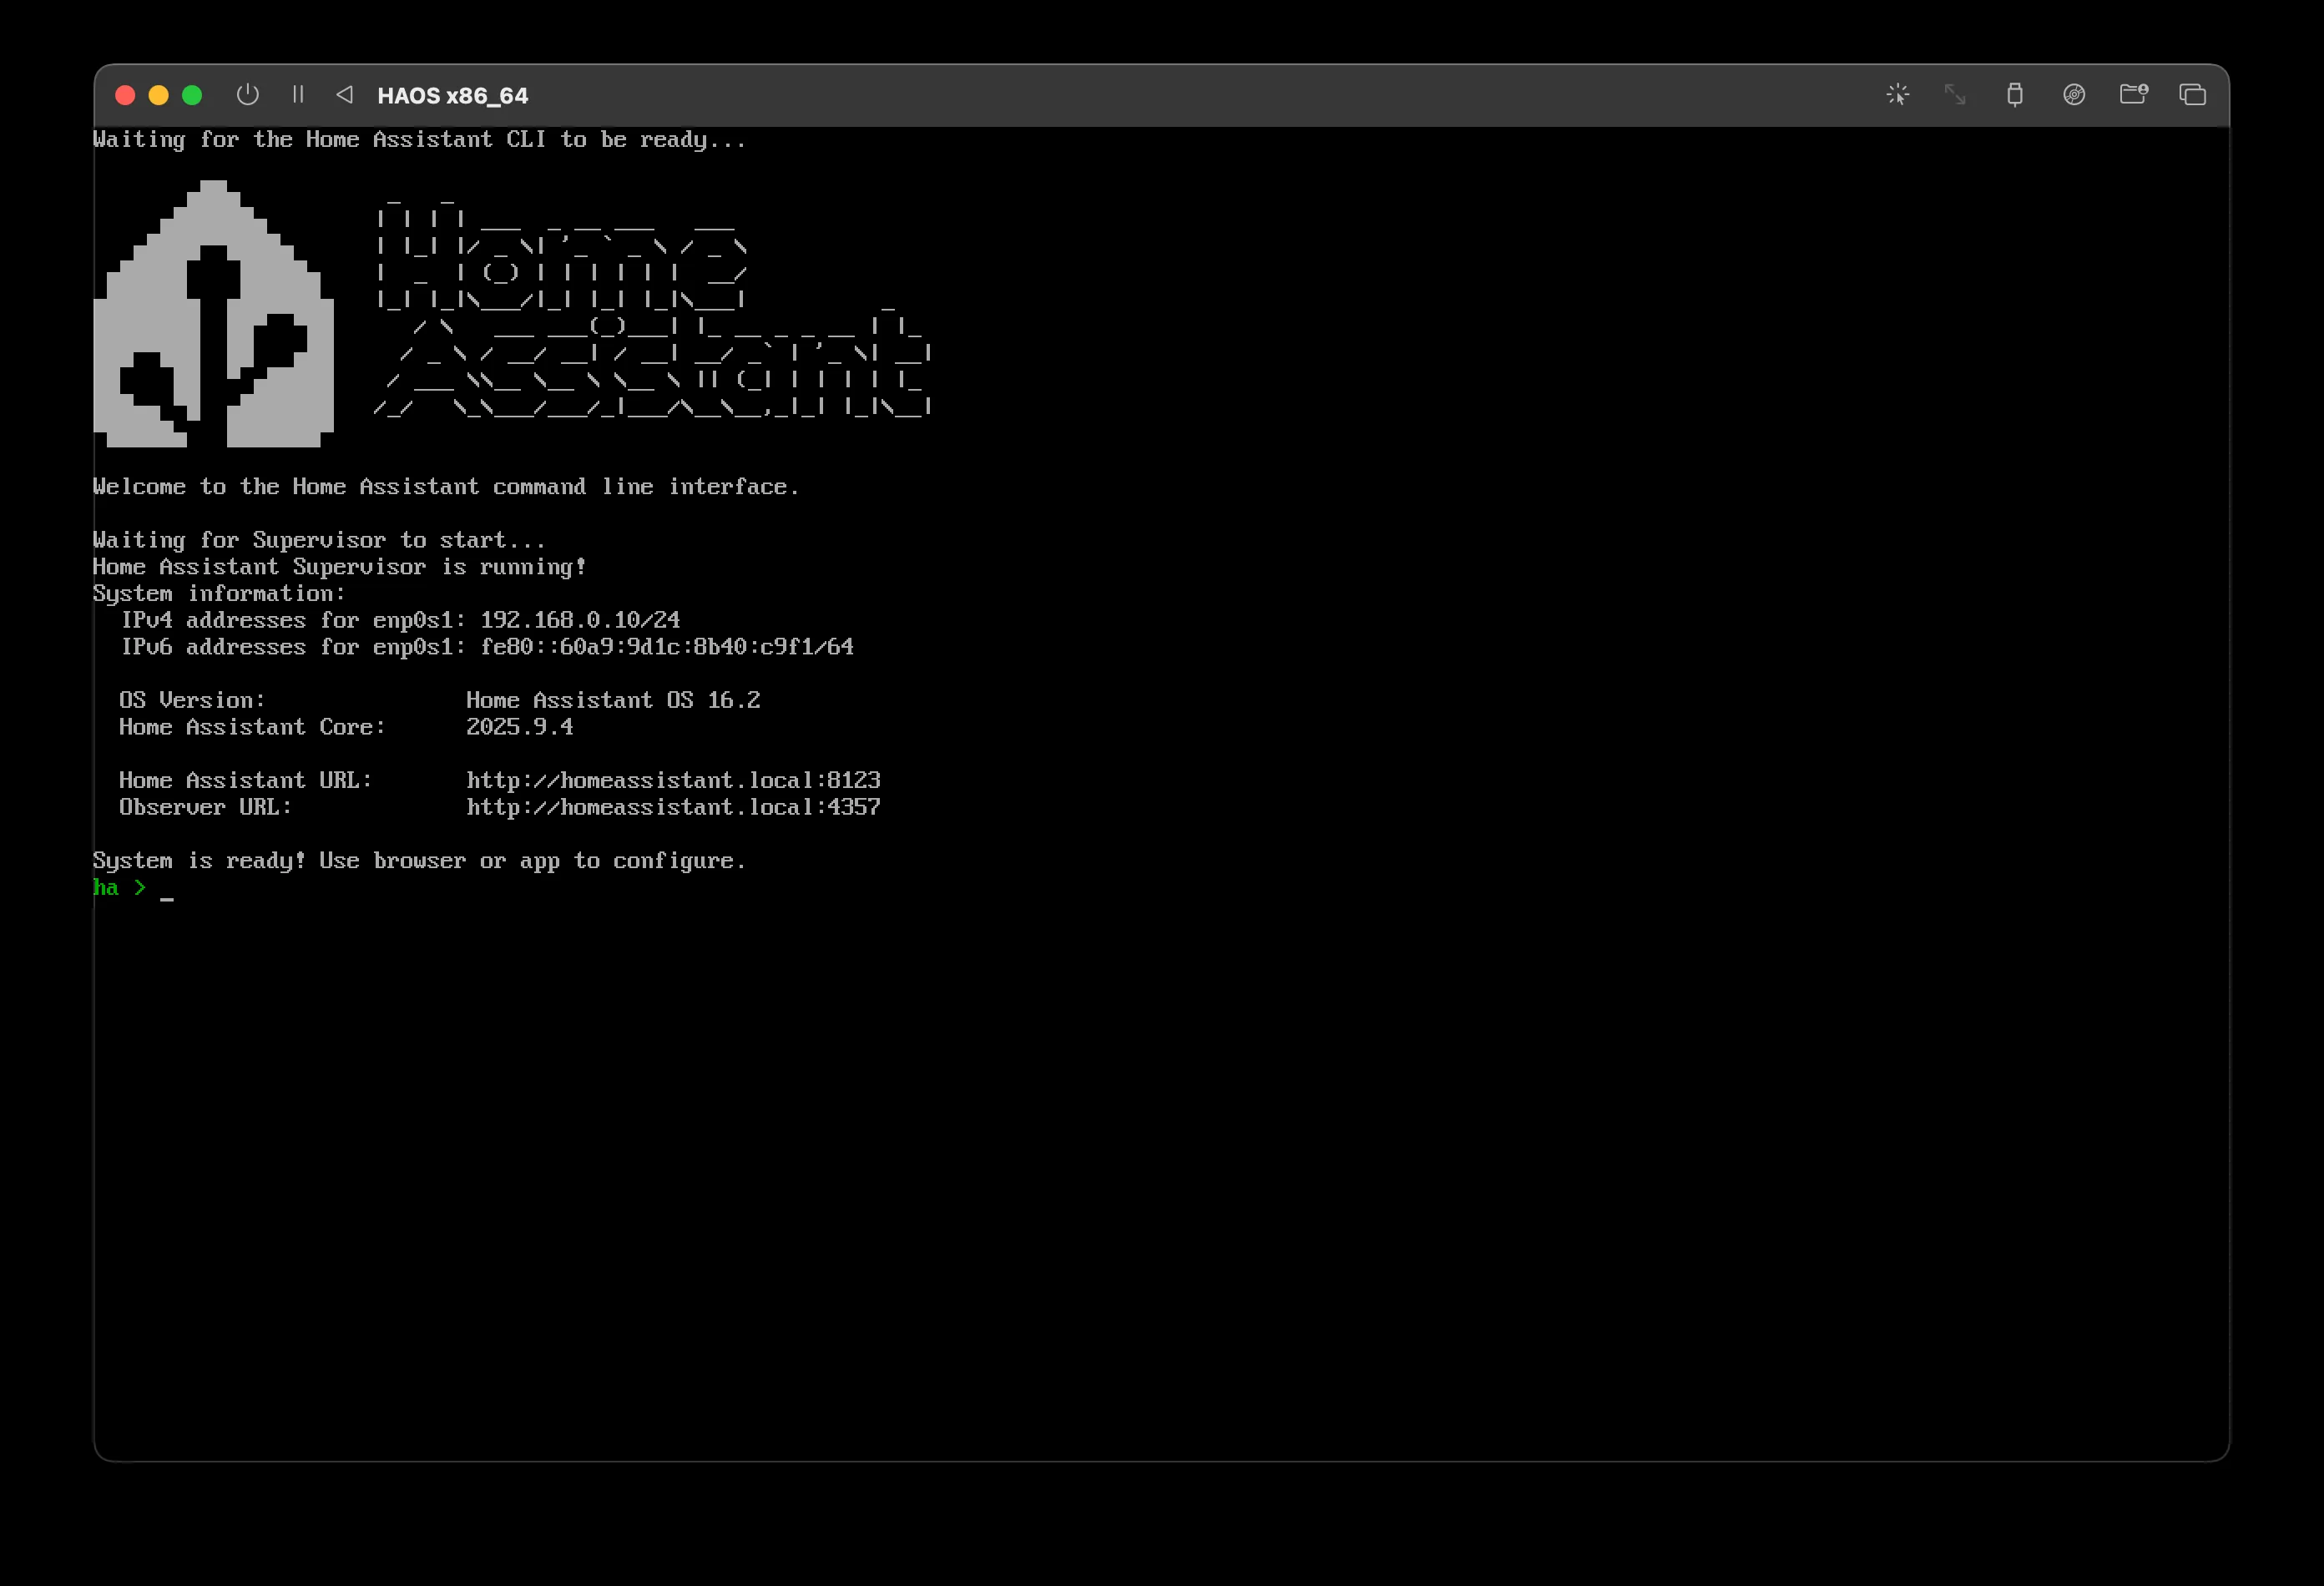 HAOS x86_64
Waiting for the Home Assistant CLI to be ready...
Home
Assistant
Welcome to the Home Assistant command line interface.
Waiting for Supervisor to start...
Home Assistant Supervisor is running!
System information:
IPv4 addresses for enp0s1: 192.168.0.10/24
IPv6 addresses for enp0s1: fe80::60a9:9d1c:8b40:c9f1/64
OS Version: Home Assistant OS 16.2
Home Assistant Core: 2025.9.4
Home Assistant URL: http://homeassistant.local:8123
Observer URL: http://homeassistant.local:4357
System is ready! Use browser or app to configure.
ha > _